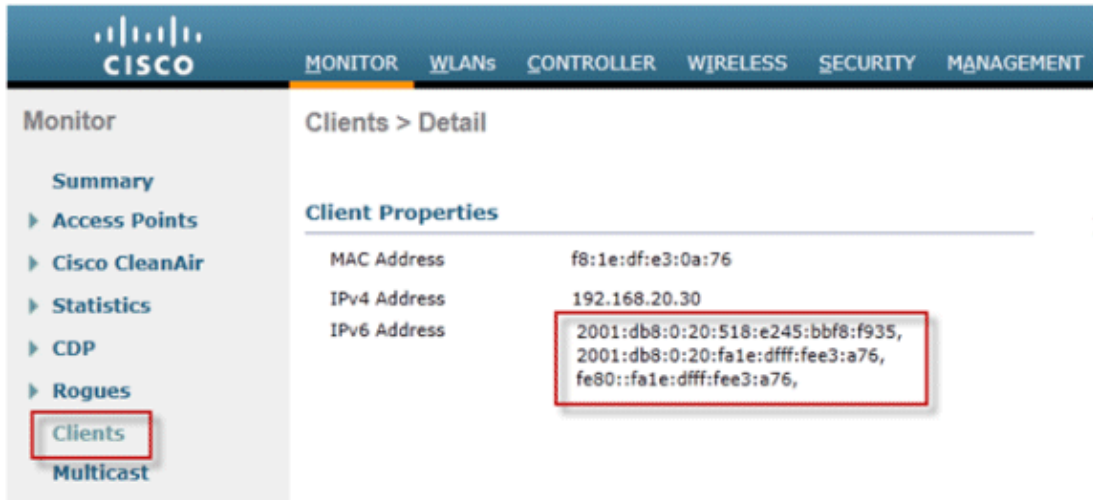 CISCO
MONITOR WLANs CONTROLLER WIRELESS SECURITY MANAGEMENT
Monitor
Summary
Access Points
Cisco CleanAir
Statistics
CDP
Rogues
Clients
Multicast
Clients > Detail
Client Properties
MAC Address f8:1e:df:e3:0a:76
IPv4 Address 192.168.20.30
IPv6 Address 2001:db8:0:20:518:e245:bbf8:f935,
2001:db8:0:20:fa1e:dfff:fee3:a76,
fe80::fa1e:dfff:fee3:a76,